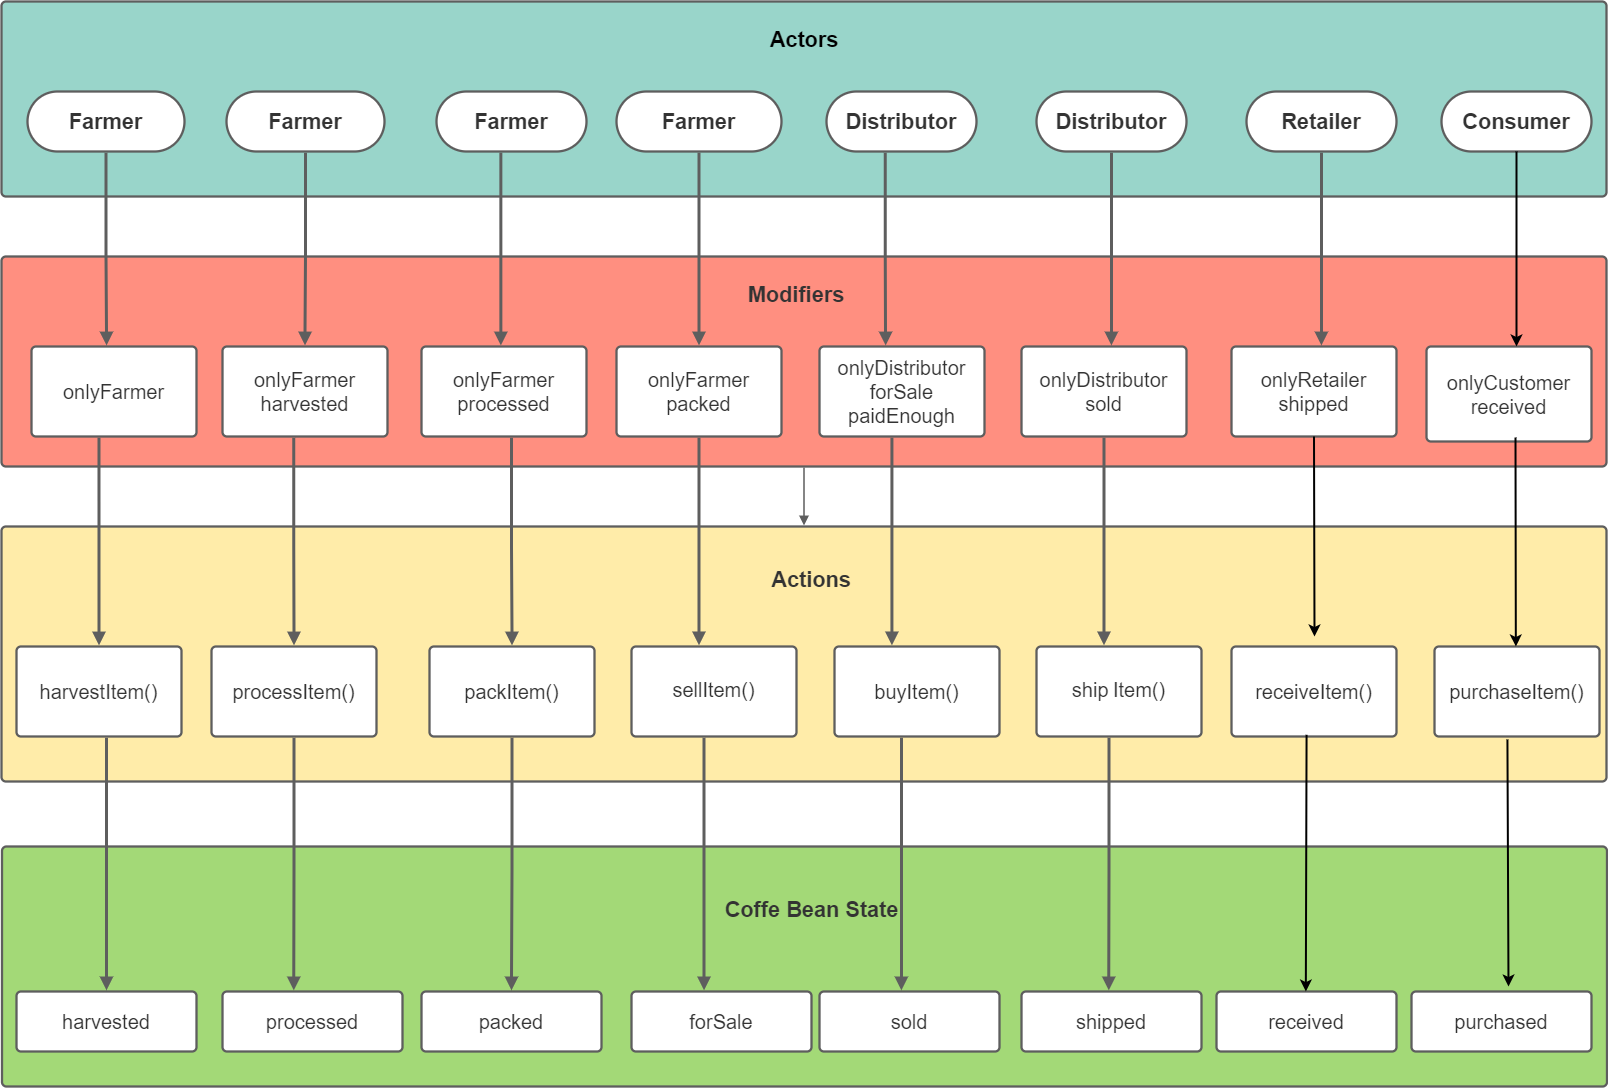 Actors
Farmer
Farmer
Farmer
Farmer
Distributor
Distributor
Retailer
Consumer
Modifiers
onlyFarmer
onlyFarmer
harvested
onlyFarmer
processed
onlyFarmer
packed
onlyDistributor
forSale
paidEnough
onlyDistributor
sold
onlyRetailer
shipped
onlyCustomer
received
Actions
harvestItem()
processItem()
packItem()
sellItem()
buyItem()
ship Item()
receiveItem()
purchaseItem()
Coffe Bean State
harvested
processed
packed
forSale
sold
shipped
received
purchased